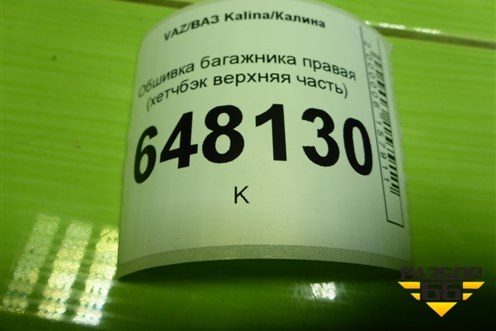 VAZ/ВАЗ Kalina/Калина
Обшивка багажника правая
(хетчбэк верхняя часть)
648130
К
РАЗБОР
66